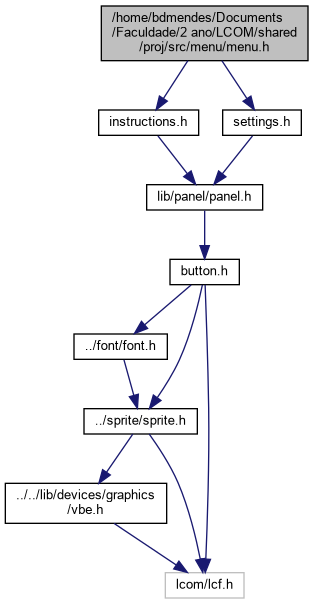 /home/bdmendes/Documents
/Faculdade/2 ano/LCOM/shared
/proj/src/menu/menu.h
instructions.h
settings.h
lib/panel/panel.h
button.h
../font/font.h
../sprite/sprite.h
../../lib/devices/graphics
/vbe.h
lcom/lcf.h